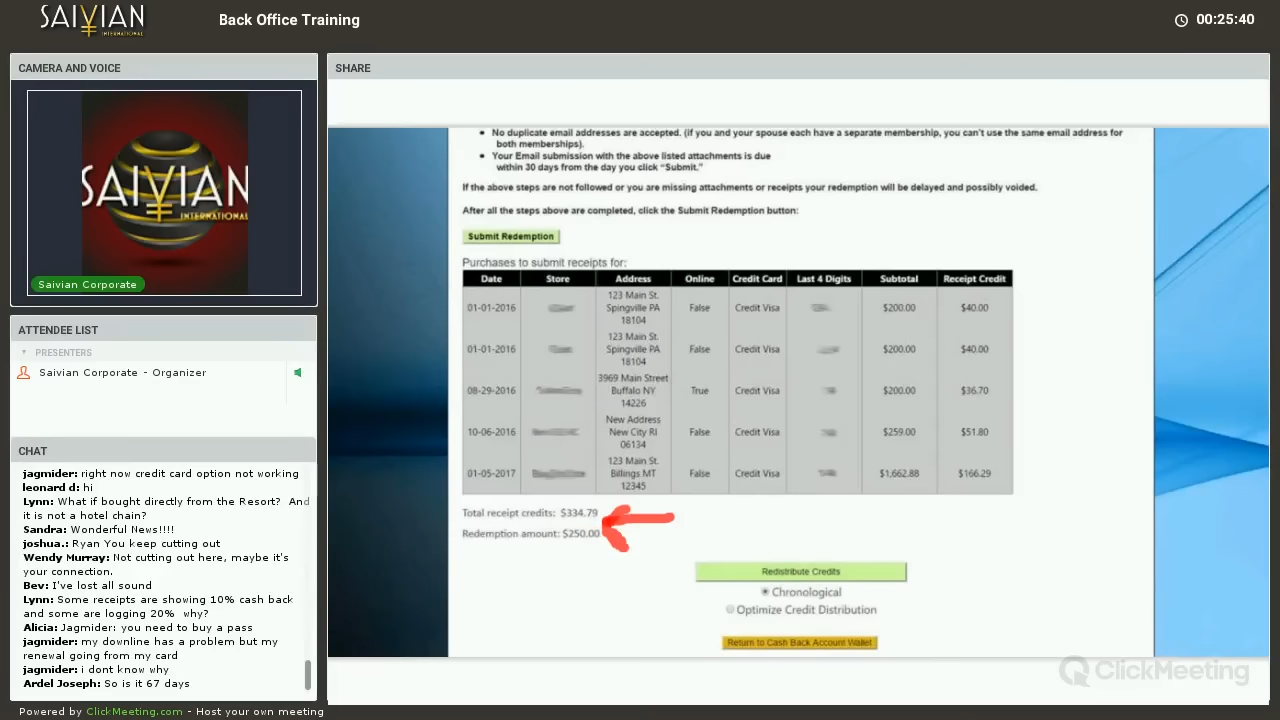 SAIVIAN
INTERNATIONAL
Back Office Training
00:25:40
CAMERA AND VOICE
SAIVIAN
INTERNATIONAL
Saivian Corporate
ATTENDEE LIST
PRESENTERS
Saivian Corporate - Organizer
CHAT
jagmider: right now credit card option not working
leonard d: hi
Lynn: What if bought directly from the Resort? And
it is not a hotel chain?
Sandra: Wonderful News!!!!
joshua.: Ryan You keep cutting out
Wendy Murray: Not cutting out here, maybe it's
your connection.
Bev: I've lost all sound
Lynn: Some receipts are showing 10% cash back
and some are logging 20% why?
Alicia: Jagmider: you need to buy a pass
jagmider: my downline has a problem but my
roomi going from my card
jagmider: i dont know why
Ardel Joseph: So is it 67 days
Powered by ClickMeeting.com - Host your own meeting
SHARE
No duplicate email addresses are accepted. (if you and your spouse each have a separate membership, you can't use the same email address for
both memberships).
Your Email submission with the above listed attachments is due
within 30 days from the day you click "Submit."
If the above steps are not followed or you are missing attachments or receipts your redemption will be delayed and possibly voided.
After all the steps above are completed, click the Submit Redemption button:
Submit Redemption
Purchases to submit receipts for:
Date Store Address Online Credit Card Last 4 Digits Subtotal Receipt Credit
01-01-2016 123 Main St. Spingville PA 18104 False Credit Visa $200.00 $40.00
01-01-2016 123 Main St. Spingville PA 18104 False Credit Visa $200.00 $40.00
08-29-2016 3969 Main Street Buffalo NY 14226 True Credit Visa $200.00 $36.70
10-06-2016 New Address New City RI 06134 False Credit Visa $259.00 $51.80
01-05-2017 123 Main St. Billings MT 12345 False Credit Visa $1,662.88 $166.29
Total receipt credits: $334.79
Redemption amount: $250.00
Redistribute Credits
Chronological
Optimize Credit Distribution
Return to Cash Back Account Wallet
ClickMeeting